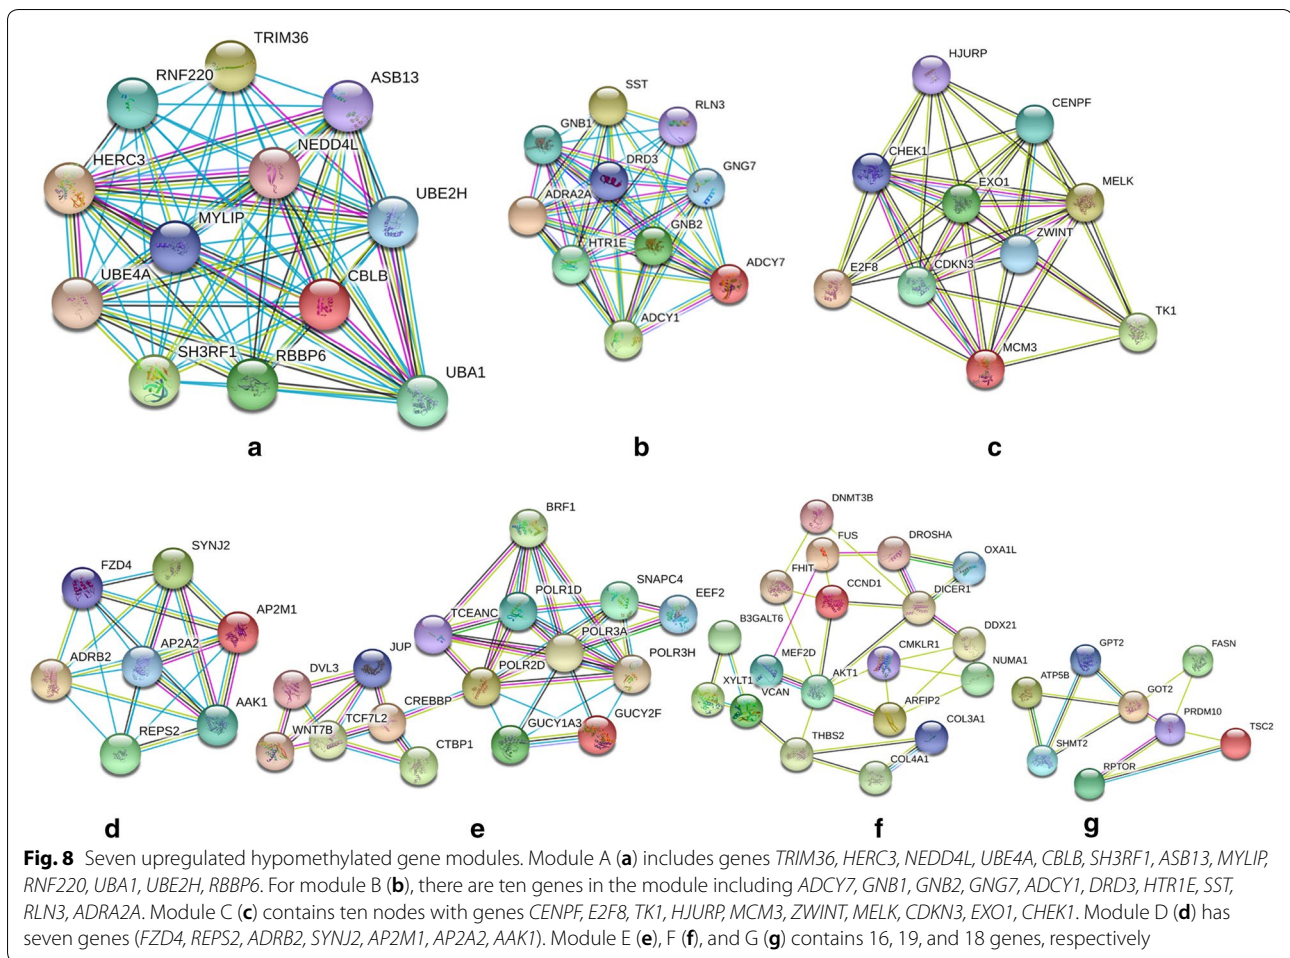 TRIM36
RNF220
ASB13
NEDD4L
HERC3
UBE2H
MYLIP
UBE4A
CBLB
SH3RF1
RBBP6
UBA1
a
SST
RLN3
GNB1
DRD3
GNG7
ADRA2A
GNB2
HTR1E
ADCY7
ADCY1
b
HJURP
CENPF
CHEK1
EXO1
MELK
ZWINT
E2F8
CDKN3
TK1
MCM3
c
SYNJ2
FZD4
AP2M1
AP2A2
ADRB2
AAK1
REPS2
d
BRF1
SNAPC4
POLR1D
EEF2
TCEANC
POLR3A
JUP
POLR2D
POLR3H
DVL3
CREBBP
TCF7L2
GUCY1A3
GUCY2F
WNT7B
CTBP1
e
DNMT3B
FUS
DROSHA
OXA1L
FHIT
CCND1
DICER1
B3GALT6
DDX21
MEF2D
CMKLR1
NUMA1
XYLT1
AKT1
VCAN
ARFIP2
COL3A1
THBS2
COL4A1
f
GPT2
FASN
ATP5B
GOT2
PRDM10
TSC2
SHMT2
RPTOR
g
Fig. 8 Seven upregulated hypomethylated gene modules. Module A (a) includes genes TRIM36, HERC3, NEDD4L, UBE4A, CBLB, SH3RF1, ASB13, MYLIP,
RNF220, UBA1, UBE2H, RBBP6. For module B (b), there are ten genes in the module including ADCY7, GNB1, GNB2, GNG7, ADCY1, DRD3, HTR1E, SST,
RLN3, ADRA2A. Module C (c) contains ten nodes with genes CENPF, E2F8, TK1, HJURP, MCM3, ZWINT, MELK, CDKN3, EXO1, CHEK1. Module D (d) has
seven genes (FZD4, REPS2, ADRB2, SYNJ2, AP2M1, AP2A2, AAK1). Module E (e), F (f), and G (g) contains 16, 19, and 18 genes, respectively